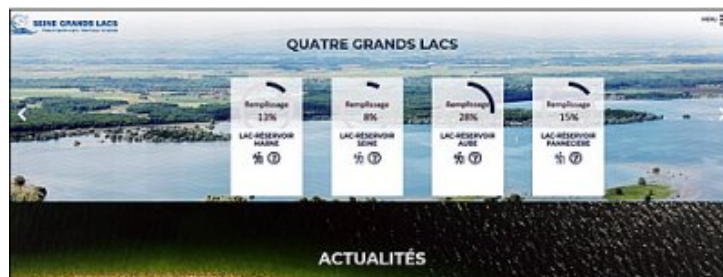 SEINE GRANDS LACS
MENU
QUATRE GRANDS LACS
Remplissage
13%
LAC-RÉSERVOIR
MARNE
Remplissage
8%
LAC-RÉSERVOIR
SEINE
Remplissage
28%
LAC-RÉSERVOIR
AUBE
Remplissage
15%
LAC-RÉSERVOIR
PANNECIÈRE
ACTUALITÉS